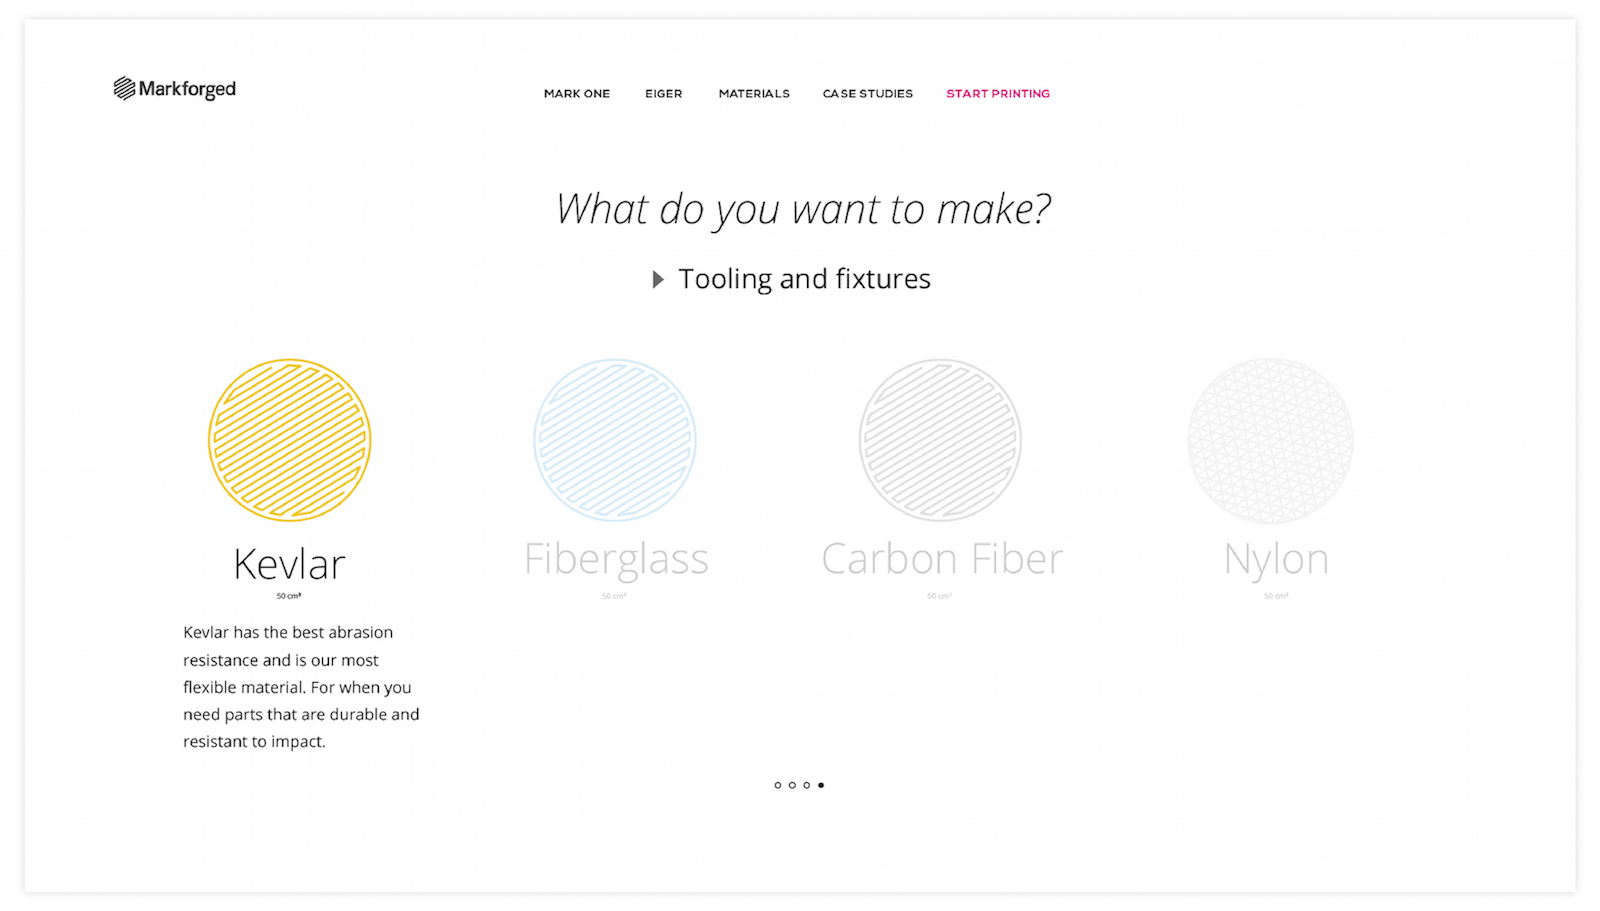 Markforged
MARK ONE EIGER MATERIALS CASE STUDIES START PRINTING
What do you want to make?
Tooling and fixtures
Kevlar Fiberglass Carbon Fiber Nylon
50 cm³ 50 cm³ 50 cm³ 50 cm³
Kevlar has the best abrasion
resistance and is our most
flexible material. For when you
need parts that are durable and
resistant to impact.